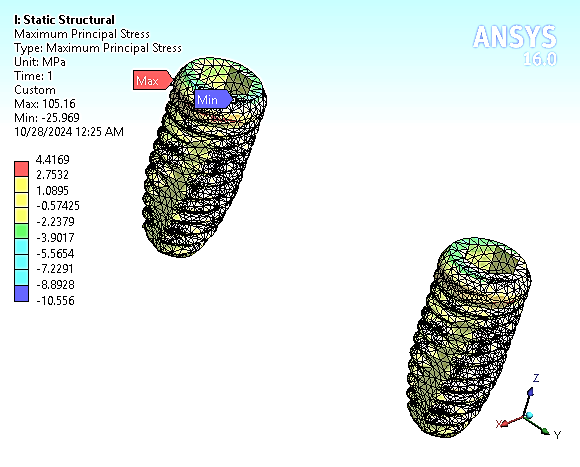 I: Static Structural
Maximum Principal Stress
Type: Maximum Principal Stress
Unit: MPa
Time: 1
Custom
Max: 105.16
Min: -25.969
10/28/2024 12:25 AM
ANSYS
16.0
Max
Min
4.4169
2.7532
1.0895
-0.57425
-2.2379
-3.9017
-5.5654
-7.2291
-8.8928
-10.556
Z
X
Y